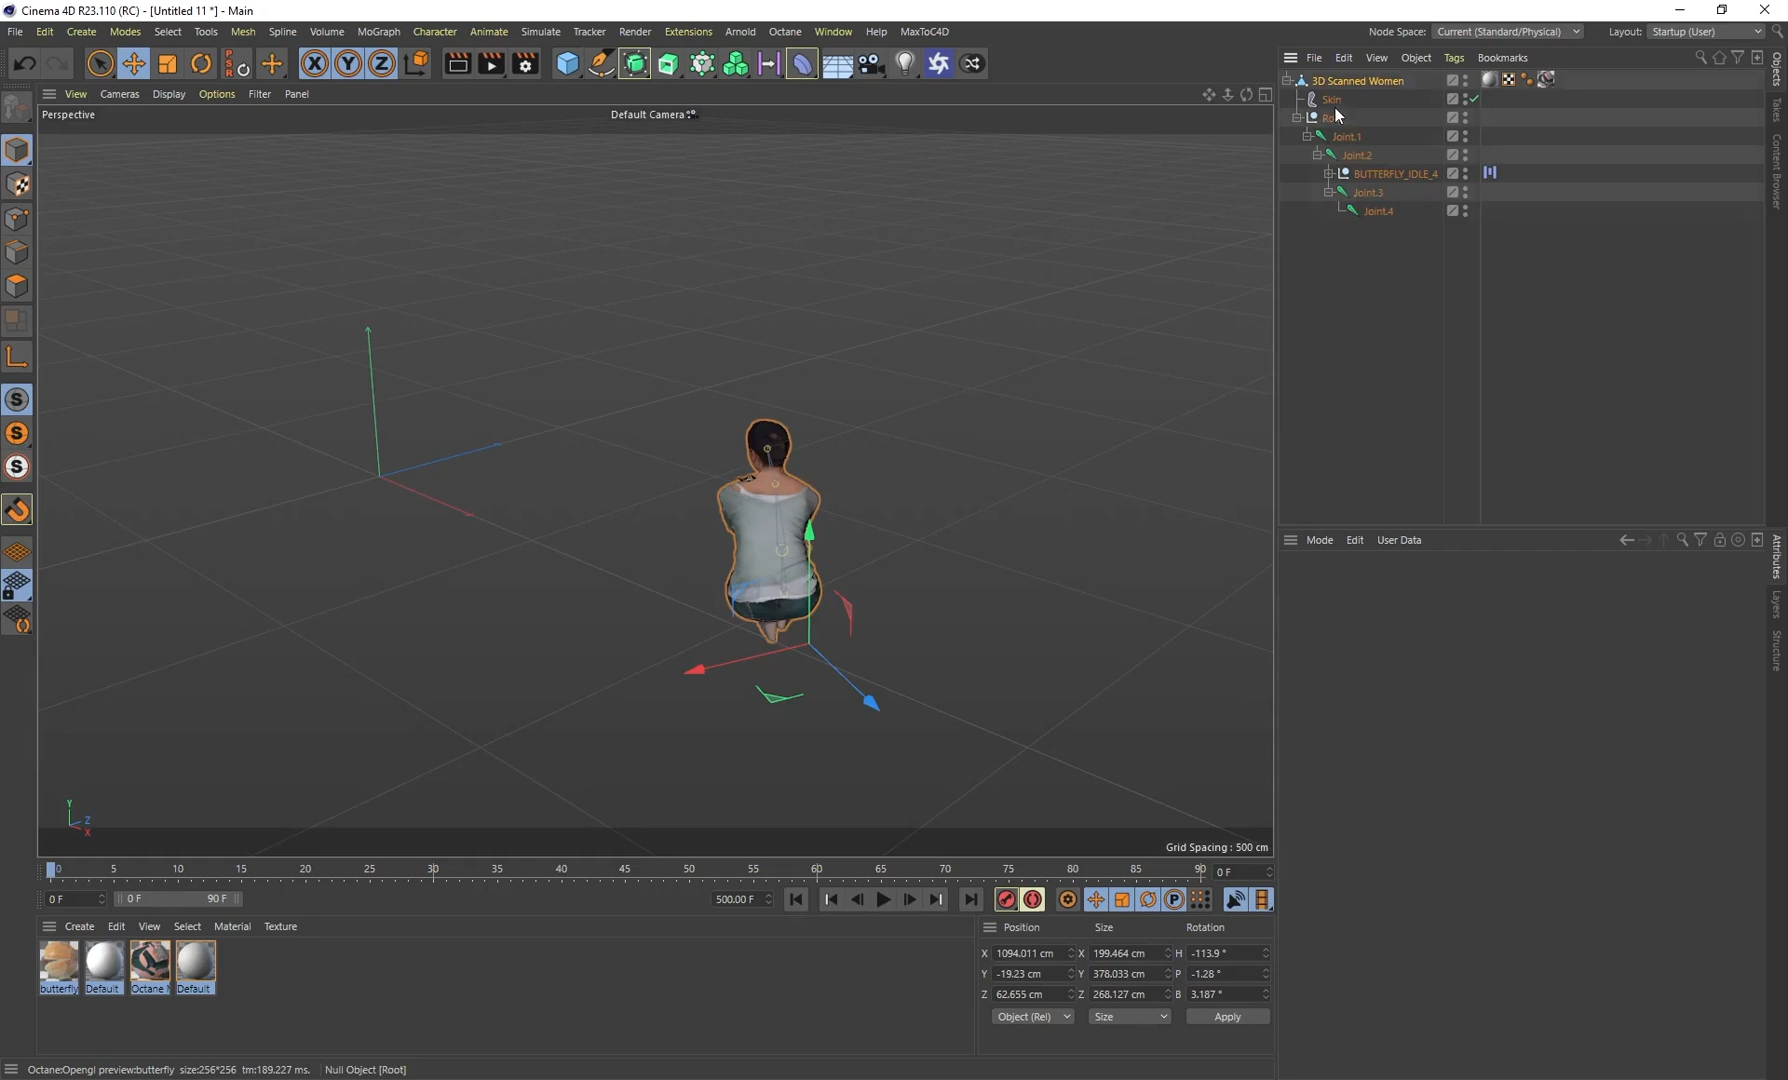 Cinema 4D R23.110 (RC) - [Untitled 11 *] - Main
File Edit Create Modes Select Tools Mesh Spline Volume MoGraph Character Animate Simulate Tracker Render Extensions Arnold Octane Window Help MaxToC4D
Node Space: Current (Standard/Physical) Layout: Startup (User)
PSR
File Edit View Object Tags Bookmarks
View Cameras Display Options Filter Panel
Perspective
Default Camera
3D Scanned Women
Skin
Joint.1
Joint.2
BUTTERFLY_IDLE_4
Joint.3
Joint.4
Objects
Takes
Content Browser
Mode Edit User Data
Attributes
Layers
Structure
Y
Z
X
Grid Spacing : 500 cm
0 5 10 15 20 25 30 35 40 45 50 55 60 65 70 75 80 85 90 0 F
0 F 0 F 90 F 500.00 F
Create Edit View Select Material Texture
Position Size Rotation
X 1094.011 cm X 199.464 cm H -113.9 °
Y -19.23 cm Y 378.033 cm P -1.28 °
Z 62.655 cm Z 268.127 cm B 3.187 °
Object (Rel) Size Apply
butterfly Default Octane Default
Octane:Opengl preview:butterfly size:256*256 tm:189.227 ms. Null Object [Root]